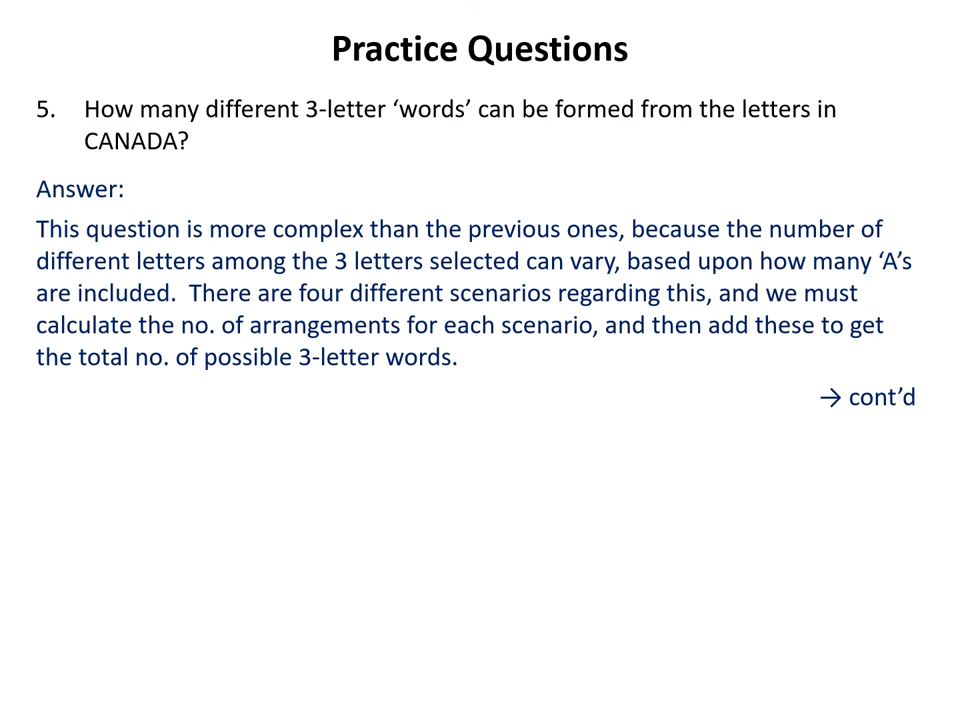 Practice Questions
5. How many different 3-letter ‘words’ can be formed from the letters in
CANADA?
Answer:
This question is more complex than the previous ones, because the number of
different letters among the 3 letters selected can vary, based upon how many ‘A’s
are included.  There are four different scenarios regarding this, and we must
calculate the no. of arrangements for each scenario, and then add these to get
the total no. of possible 3-letter words.
→ cont’d